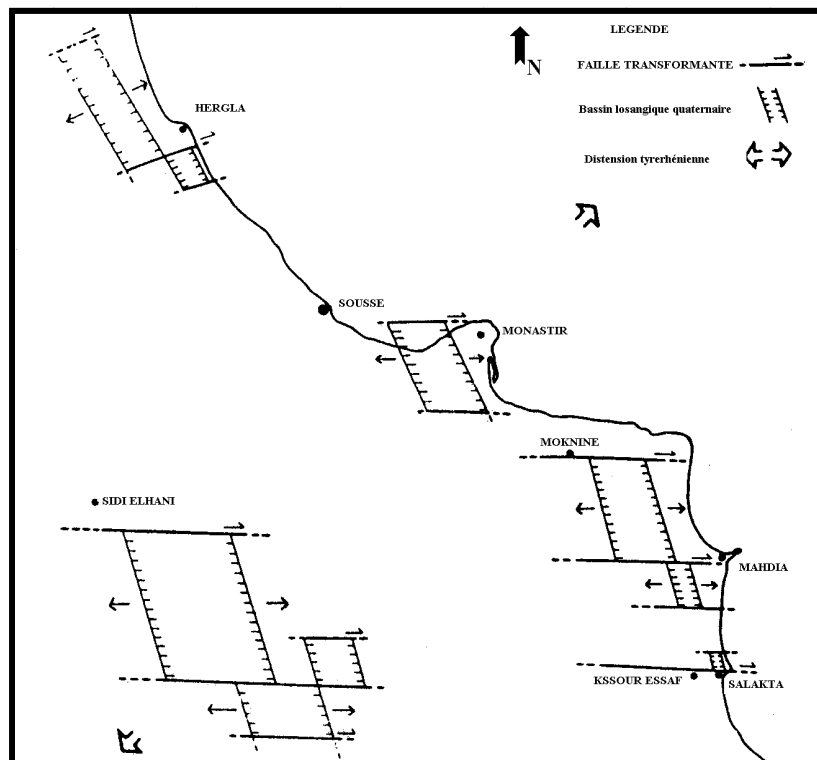 LEGENDE
N
FAILLE TRANSFORMANTE
HERGLA
Bassin losangique quaternaire
Distension tyrerhénienne
SOUSSE
MONASTIR
MOKNINE
SIDI ELHANI
MAHDIA
KSSOUR ESSAF
SALAKTA